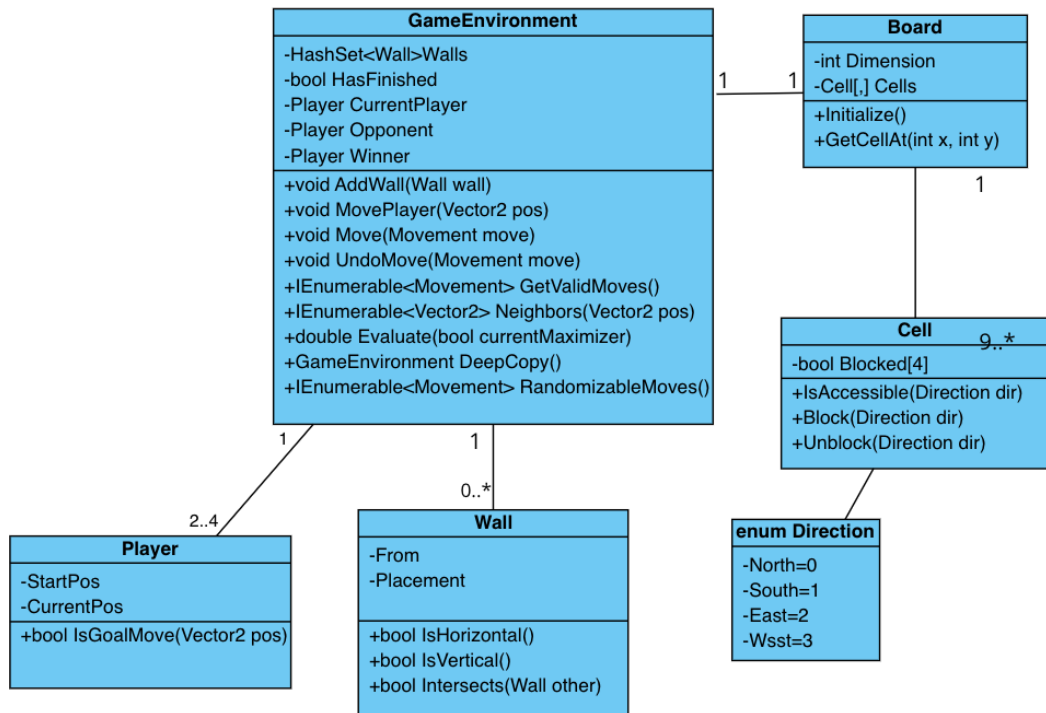 GameEnvironment
-HashSet<Wall>Walls
-bool HasFinished
-Player CurrentPlayer
-Player Opponent
-Player Winner
+void AddWall(Wall wall)
+void MovePlayer(Vector2 pos)
+void Move(Movement move)
+void UndoMove(Movement move)
+IEnumerable<Movement> GetValidMoves()
+IEnumerable<Vector2> Neighbors(Vector2 pos)
+double Evaluate(bool currentMaximizer)
+GameEnvironment DeepCopy()
+IEnumerable<Movement> RandomizableMoves()
1
1
Board
-int Dimension
-Cell[,] Cells
+Initialize()
+GetCellAt(int x, int y)
1
9..*
Cell
-bool Blocked[4]
+IsAccessible(Direction dir)
+Block(Direction dir)
+Unblock(Direction dir)
1
2..4
1
0..*
Player
-StartPos
-CurrentPos
+bool IsGoalMove(Vector2 pos)
Wall
-From
-Placement
+bool IsHorizontal()
+bool IsVertical()
+bool Intersects(Wall other)
enum Direction
-North=0
-South=1
-East=2
-Wsst=3